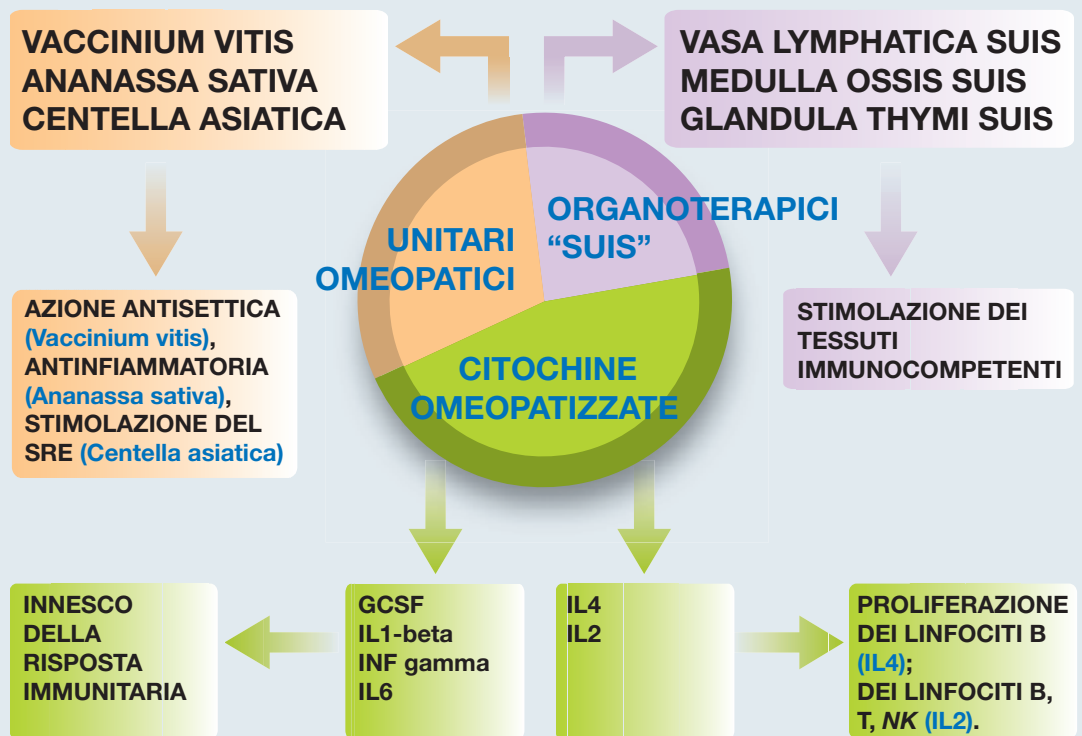 VACCINIUM VITIS
ANANASSA SATIVA
CENTELLA ASIATICA
VASA LYMPHATICA SUIS
MEDULLA OSSIS SUIS
GLANDULA THYMI SUIS
UNITARI
OMEOPATICI
ORGANOTERAPICI
“SUIS”
CITOCHINE
OMEOPATIZZATE
AZIONE ANTISETTICA
(Vaccinium vitis),
ANTINFIAMMATORIA
(Ananassa sativa),
STIMOLAZIONE DEL
SRE (Centella asiatica)
STIMOLAZIONE DEI
TESSUTI
IMMUNOCOMPETENTI
INNESCO
DELLA
RISPOSTA
IMMUNITARIA
GCSF
IL1-beta
INF gamma
IL6
IL4
IL2
PROLIFERAZIONE
DEI LINFOCITI B
(IL4);
DEI LINFOCITI B,
T, NK (IL2).